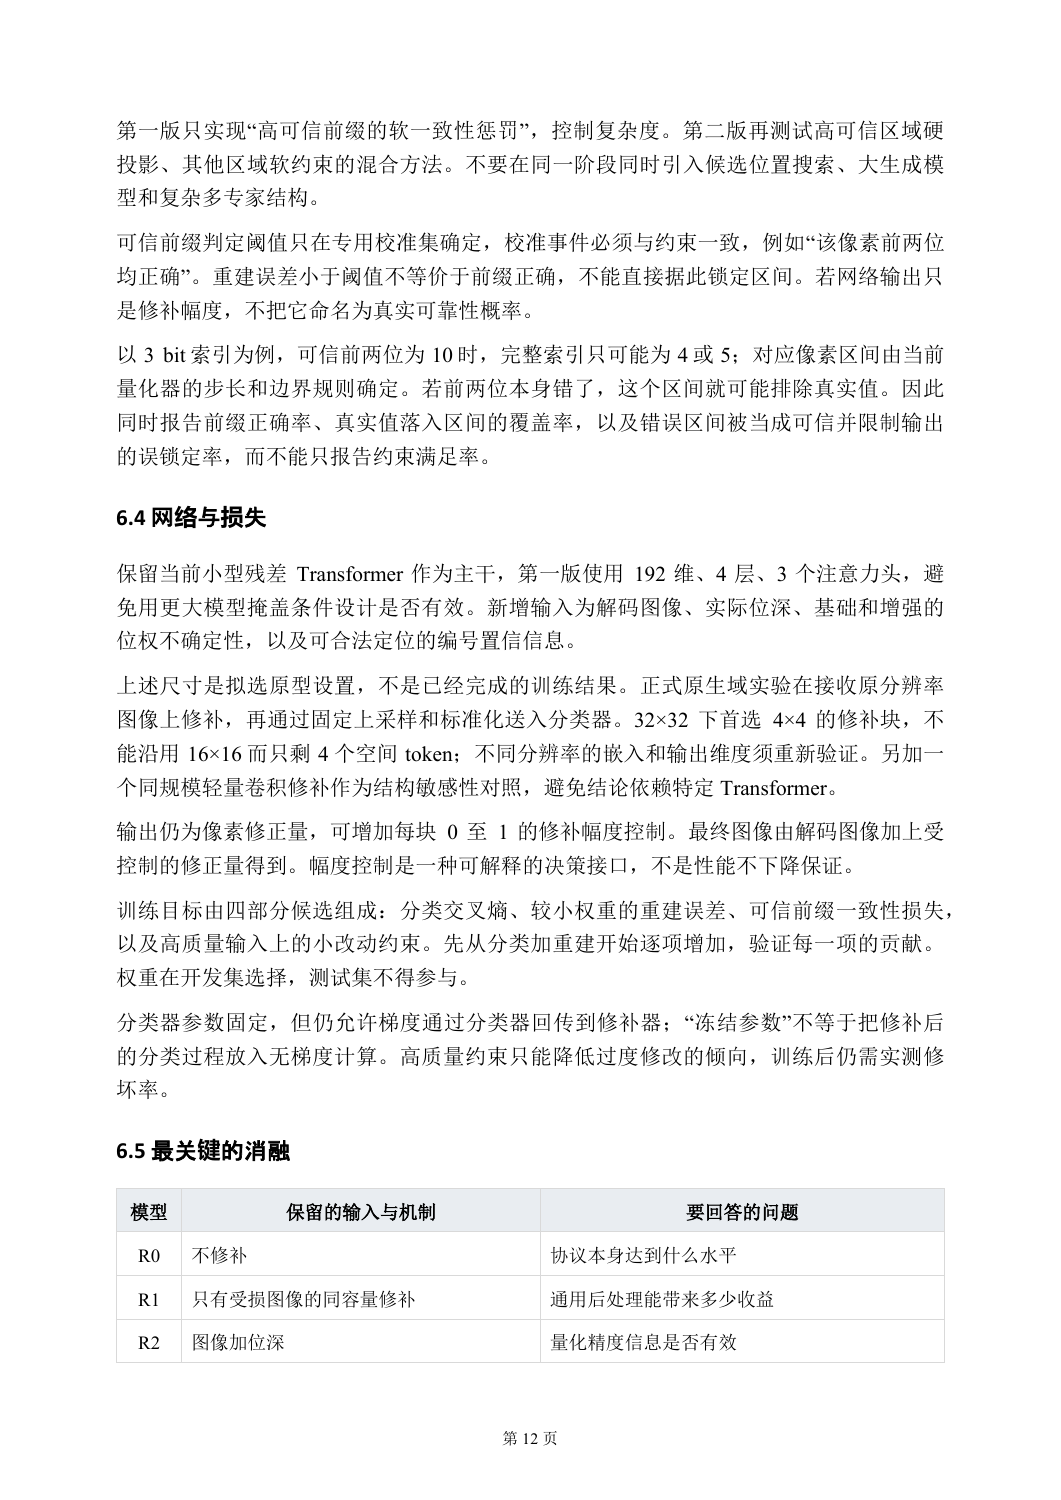 第一版只实现“高可信前缀的软一致性惩罚”，控制复杂度。第二版再测试高可信区域硬
投影、其他区域软约束的混合方法。不要在同一阶段同时引入候选位置搜索、大生成模
型和复杂多专家结构。
可信前缀判定阈值只在专用校准集确定，校准事件必须与约束一致，例如“该像素前两位
均正确”。重建误差小于阈值不等价于前缀正确，不能直接据此锁定区间。若网络输出只
是修补幅度，不把它命名为真实可靠性概率。
以 3 bit 索引为例，可信前两位为 10 时，完整索引只可能为 4 或 5；对应像素区间由当前
量化器的步长和边界规则确定。若前两位本身错了，这个区间就可能排除真实值。因此
同时报告前缀正确率、真实值落入区间的覆盖率，以及错误区间被当成可信并限制输出
的误锁定率，而不能只报告约束满足率。
6.4 网络与损失
保留当前小型残差 Transformer 作为主干，第一版使用 192 维、4 层、3 个注意力头，避
免用更大模型掩盖条件设计是否有效。新增输入为解码图像、实际位深、基础和增强的
位权不确定性，以及可合法定位的编号置信信息。
上述尺寸是拟选原型设置，不是已经完成的训练结果。正式原生域实验在接收原分辨率
图像上修补，再通过固定上采样和标准化送入分类器。32×32 下首选 4×4 的修补块，不
能沿用 16×16 而只剩 4 个空间 token；不同分辨率的嵌入和输出维度须重新验证。另加一
个同规模轻量卷积修补作为结构敏感性对照，避免结论依赖特定 Transformer。
输出仍为像素修正量，可增加每块 0 至 1 的修补幅度控制。最终图像由解码图像加上受
控制的修正量得到。幅度控制是一种可解释的决策接口，不是性能不下降保证。
训练目标由四部分候选组成：分类交叉熵、较小权重的重建误差、可信前缀一致性损失，
以及高质量输入上的小改动约束。先从分类加重建开始逐项增加，验证每一项的贡献。
权重在开发集选择，测试集不得参与。
分类器参数固定，但仍允许梯度通过分类器回传到修补器；“冻结参数”不等于把修补后
的分类过程放入无梯度计算。高质量约束只能降低过度修改的倾向，训练后仍需实测修
坏率。
6.5 最关键的消融
模型 保留的输入与机制 要回答的问题
R0 不修补 协议本身达到什么水平
R1 只有受损图像的同容量修补 通用后处理能带来多少收益
R2 图像加位深 量化精度信息是否有效
第 12 页